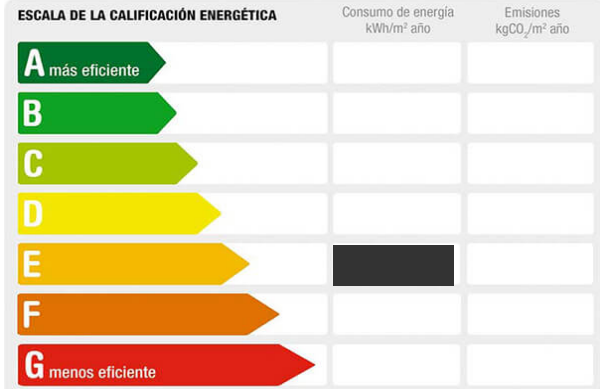 ESCALA DE LA CALIFICACIÓN ENERGÉTICA
Consumo de energía
kWh/m² año
Emisiones
kgCO₂/m² año
A más eficiente
B
C
D
E
F
G menos eficiente